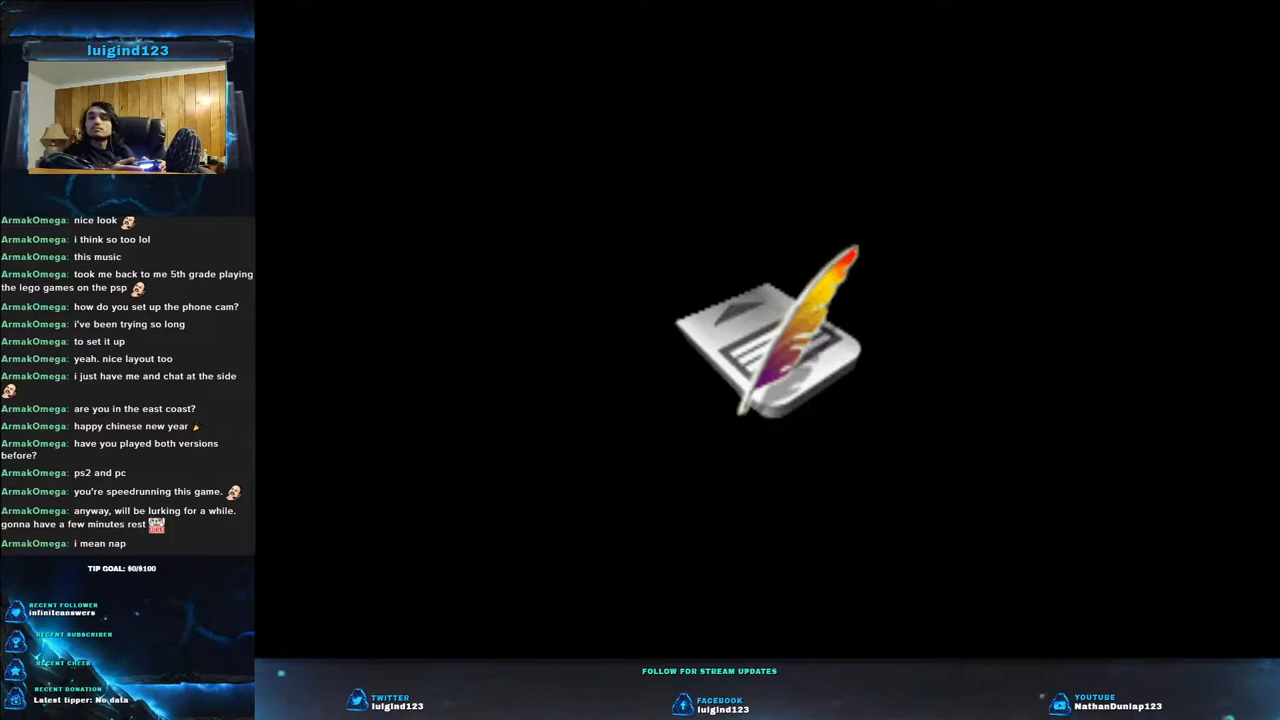 luigind123
ArmakOmega: nice look
ArmakOmega: i think so too lol
ArmakOmega: this music
ArmakOmega: took me back to me 5th grade playing
the lego games on the psp
ArmakOmega: how do you set up the phone cam?
ArmakOmega: i've been trying so long
ArmakOmega: to set it up
ArmakOmega: yeah. nice layout too
ArmakOmega: i just have me and chat at the side
ArmakOmega: are you in the east coast?
ArmakOmega: happy chinese new year
ArmakOmega: have you played both versions
before?
ArmakOmega: ps2 and pc
ArmakOmega: you're speedrunning this game.
ArmakOmega: anyway, will be lurking for a while.
gonna have a few minutes rest
ArmakOmega: i mean nap
TIP GOAL: $0/$100
RECENT FOLLOWER
infiniteanswers
RECENT SUBSCRIBER
RECENT CHEER
RECENT DONATION
Latest tipper: No data
FOLLOW FOR STREAM UPDATES
TWITTER
luigind123
FACEBOOK
luigind123
YOUTUBE
NathanDunlap123